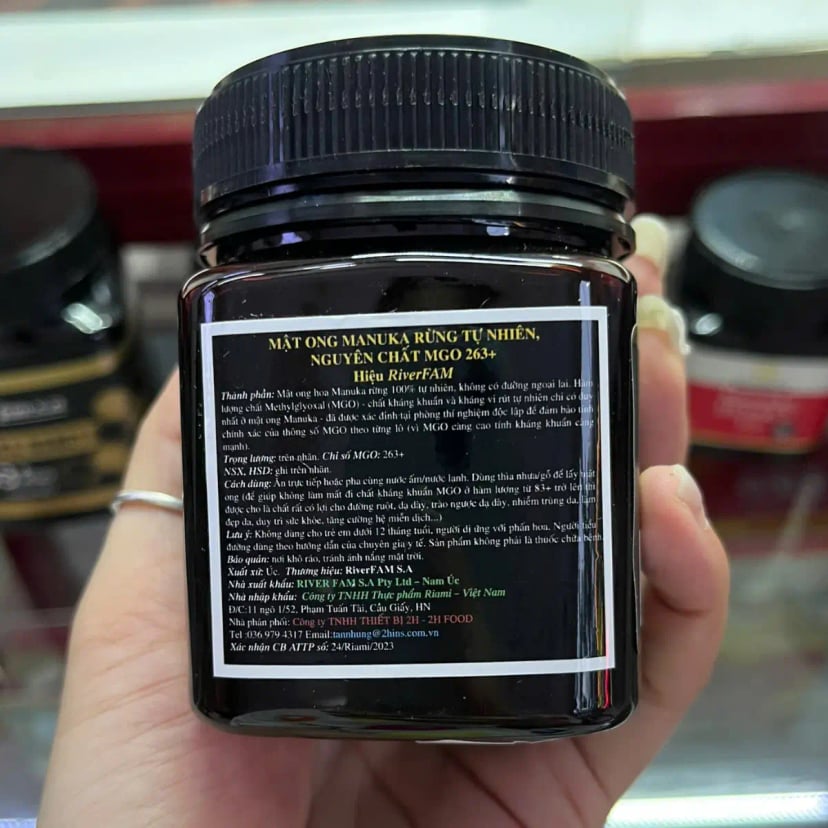 MẬT ONG MANUKA RỪNG TỰ NHIÊN,
NGUYÊN CHẤT MGO 263+
Hiệu RiverFAM
Thành phần: Mật ong hoa Manuka rừng 100% tự nhiên, không có đường ngoại lai. Hàm
lượng chất Methylglyoxal (MGO) - chất kháng khuẩn và kháng vi rút tự nhiên chỉ có duy
nhất ở mật ong Manuka - đã được xác định tại phòng thí nghiệm độc lập để đảm bảo tính
chính xác của thông số MGO theo từng lô (vì MGO càng cao tính kháng khuẩn càng
mạnh).
Trọng lượng: trên nhãn. Chỉ số MGO: 263+
NSX, HSD: ghi trên nhãn.
Cách dùng: Ăn trực tiếp hoặc pha cùng nước ấm/nước lạnh. Dùng thìa nhựa/gỗ để lấy mật
ong (để giúp không làm mất đi chất kháng khuẩn MGO ở hàm lượng từ 83+ trở lên thì
được cho là chất rất có lợi cho đường ruột, dạ dày, trào ngược dạ dày, nhiễm trùng da, làm
đẹp da, duy trì sức khỏe, tăng cường hệ miễn dịch...)
Lưu ý: Không dùng cho trẻ em dưới 12 tháng tuổi, người dị ứng với phấn hoa. Người tiểu
đường dùng theo hướng dẫn của chuyên gia y tế. Sản phẩm không phải là thuốc chữa bệnh.
Bảo quản: nơi khô ráo, tránh ánh nắng mặt trời.
Xuất xứ: Úc. Thương hiệu: RiverFAM S.A
Nhà xuất khẩu: RIVER FAM S.A Pty Ltd – Nam Úc
Nhà nhập khẩu: Công ty TNHH Thực phẩm Riami – Việt Nam
Đ/C:11 ngõ 1/52, Phạm Tuấn Tài, Cầu Giấy, HN
Nhà phân phối: Công ty TNHH THIẾT BỊ 2H - 2H FOOD
Tel :036 979 4317 Email:tannhung@2hins.com.vn
Xác nhận CB ATTP số: 24/Riami/2023